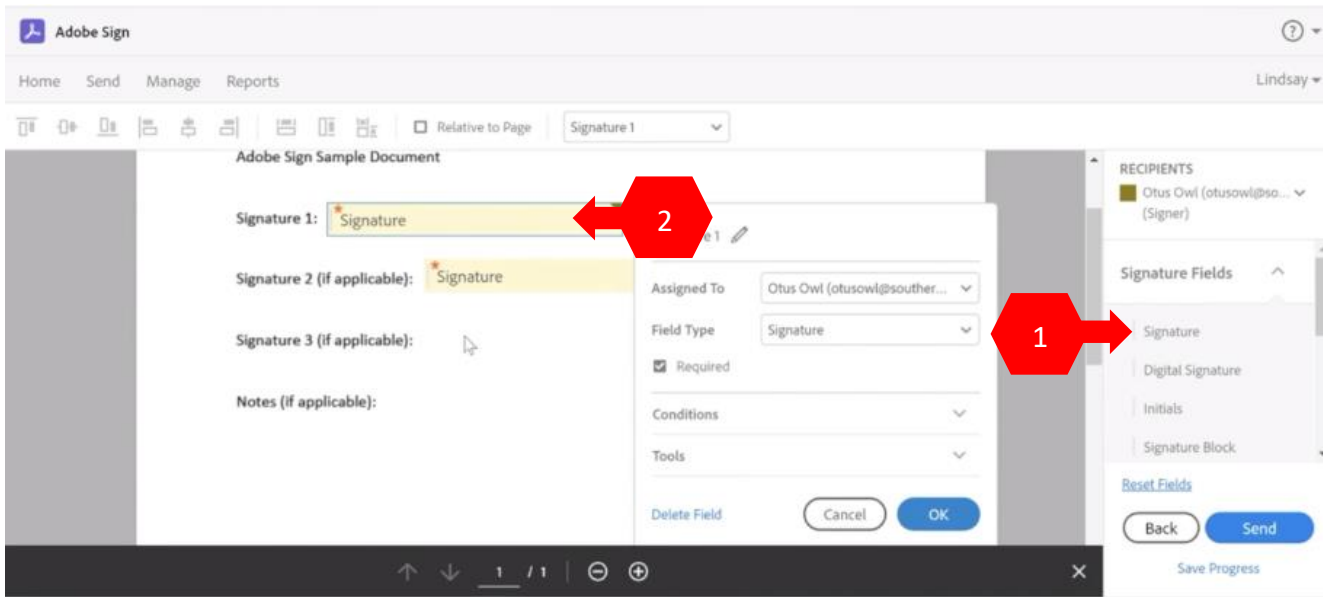 Adobe Sign
Home Send Manage Reports Lindsay
Relative to Page Signature 1
Adobe Sign Sample Document
Signature 1: * Signature
2
e 1
Signature 2 (if applicable): * Signature
Assigned To Otus Owl (otusowl@souther...
Field Type Signature
Required
Signature 3 (if applicable):
Notes (if applicable):
Conditions
Tools
Delete Field Cancel OK
1
RECIPIENTS
Otus Owl (otusowl@so...
(Signer)
Signature Fields
Signature
Digital Signature
Initials
Signature Block
Reset Fields
Back Send
Save Progress
1 / 1